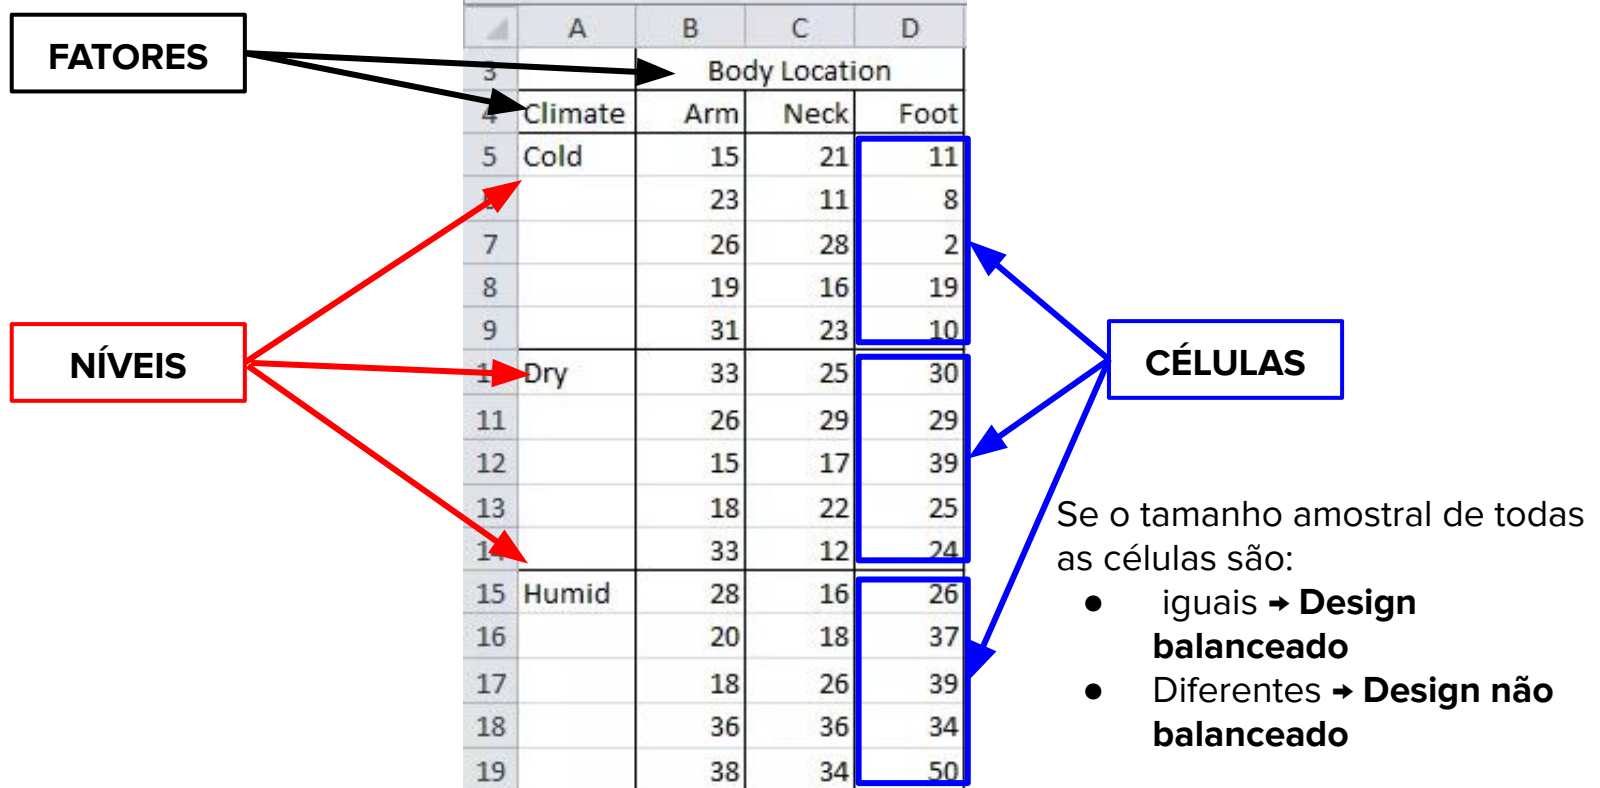 FATORES
A B C D
3 Body Location
4 Climate Arm Neck Foot
5 Cold 15 21 11
6 23 11 8
7 26 28 2
8 19 16 19
9 31 23 10
NÍVEIS
CÉLULAS
Dry 33 25 30
11 26 29 29
12 15 17 39
13 18 22 25
14 33 12 24
15 Humid 28 16 26
16 20 18 37
17 18 26 39
18 36 36 34
19 38 34 50
Se o tamanho amostral de todas
as células são:
● iguais → Design
balanceado
● Diferentes → Design não
balanceado